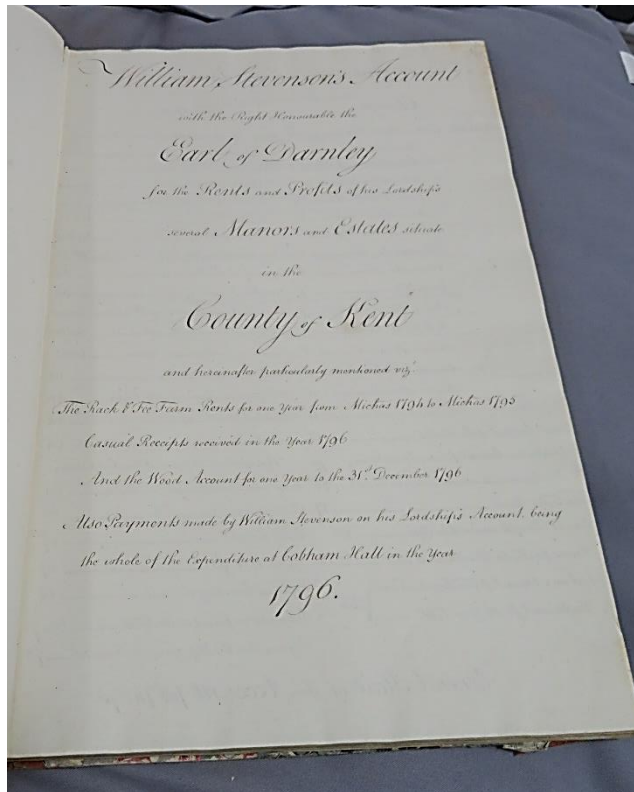 William Stevenson's Account
with the Right Honourable the
Earl of Darnley
for the Rents and Profits of his Lordship's
several Manors and Estates situate
in the
County of Kent
and hereinafter particularly mentioned vizt
The Rack & Fee Farm Rents for one Year from Michas 1794 to Michas 1795
Casual Receipts received in the Year 1796
And the Wood Account for one Year to the 31st December 1796
Also Payments made by William Stevenson on his Lordship's Account, being
the whole of the Expenditure at Cobham Hall in the Year
1796.